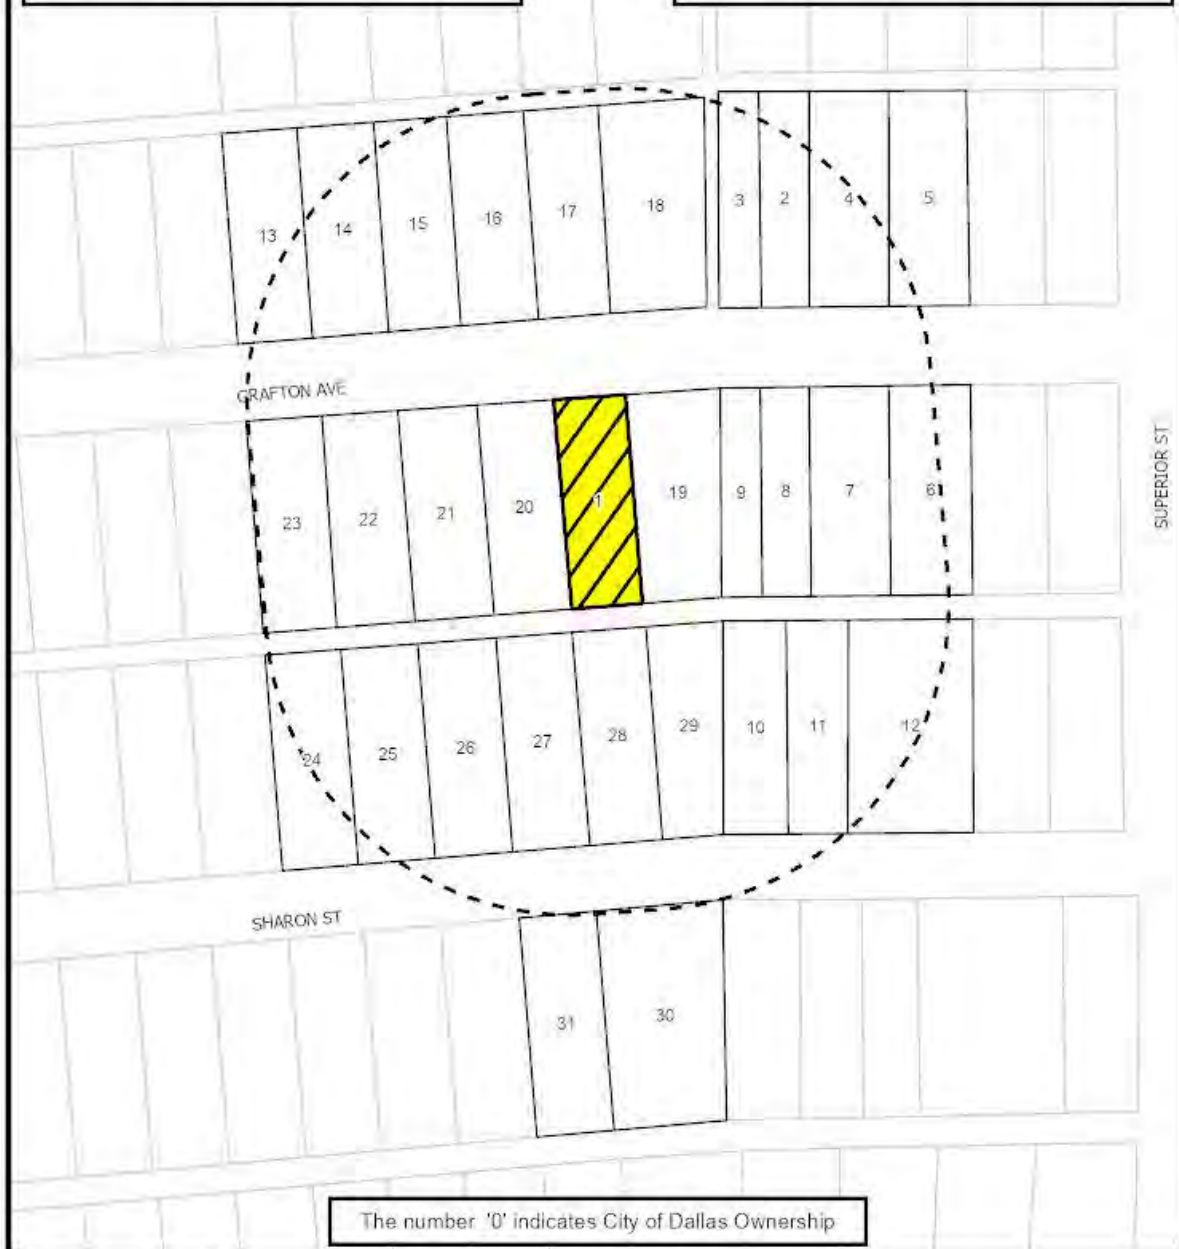 3 2 4 5
13 14 15 16 17 18
GRAFTON AVE
23 22 21 20 1 19 9 8 7 6
SUPERIOR ST
24 25 26 27 28 29 10 11 12
SHARON ST
31 30
The number '0' indicates City of Dallas Ownership